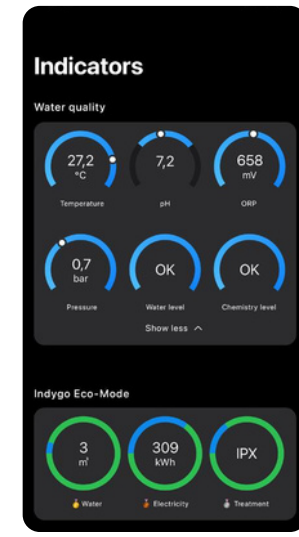 Indicators
Water quality
27,2 7,2 658
°C mV
Temperature pH ORP
0,7 OK OK
bar
Pressure Water level Chemistry level
Show less
Indygo Eco-Mode
3 309 IPX
m³ kWh
Water Electricity Treatment